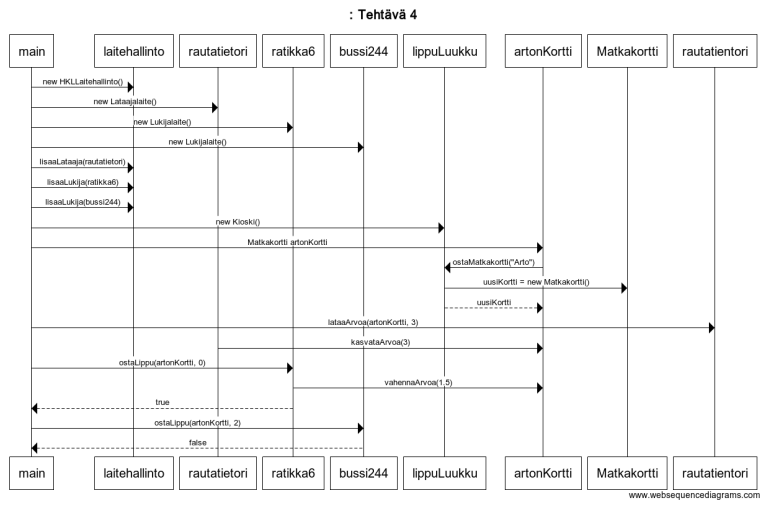 : Tehtävä 4
main laitehallinto rautatietori ratikka6 bussi244 lippuLuukku artonKortti Matkakortti rautatientori
new HKLLaitehallinto()
new Lataajalaite()
new Lukijalaite()
new Lukijalaite()
lisaaLataaja(rautatietori)
lisaaLukija(ratikka6)
lisaaLukija(bussi244)
new Kioski()
Matkakortti artonKortti
ostaMatkakortti("Arto")
uusiKortti = new Matkakortti()
uusiKortti
lataaArvoa(artonKortti, 3)
kasvataArvoa(3)
ostaLippu(artonKortti, 0)
vahennaArvoa(1.5)
true
ostaLippu(artonKortti, 2)
false
main laitehallinto rautatietori ratikka6 bussi244 lippuLuukku artonKortti Matkakortti rautatientori
www.websequencediagrams.com